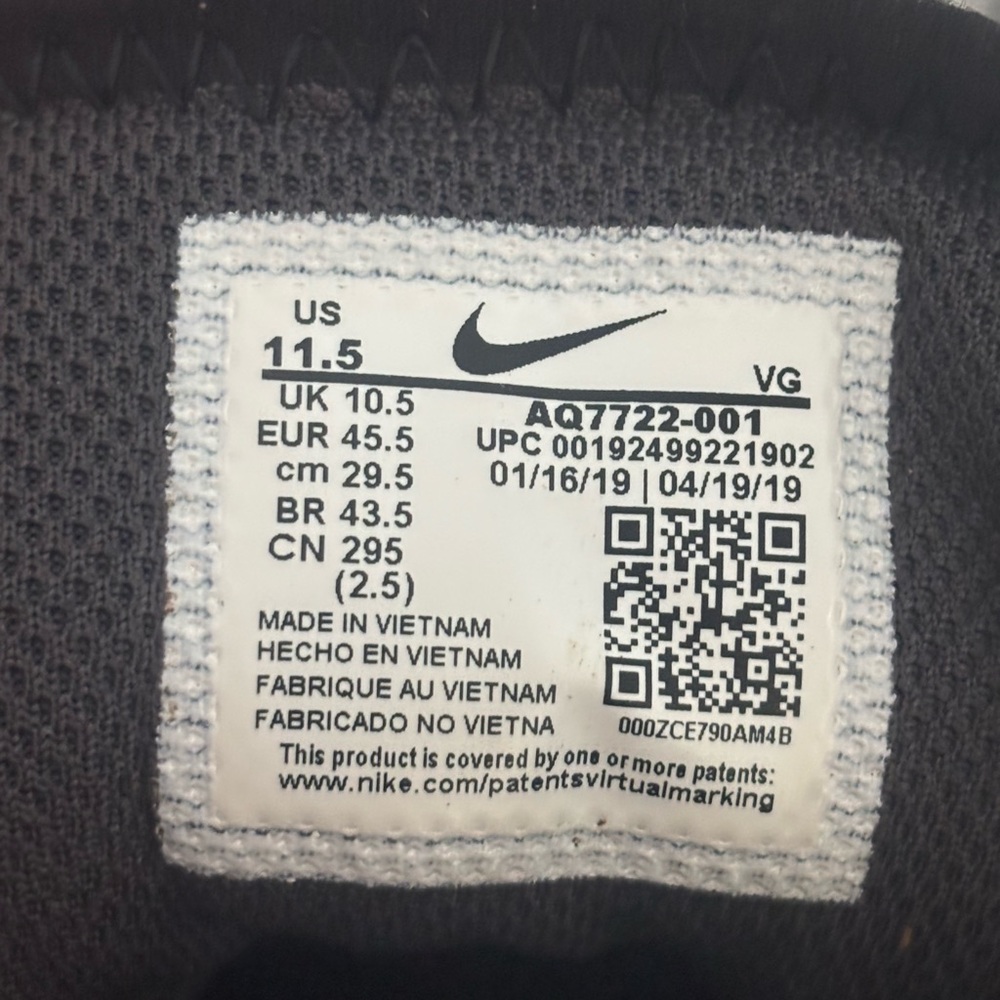 US
11.5
VG
UK 10.5
EUR 45.5
cm 29.5
BR 43.5
CN 295
(2.5)
AQ7722-001
UPC 00192499221902
01/16/19 | 04/19/19
MADE IN VIETNAM
HECHO EN VIETNAM
FABRIQUE AU VIETNAM
FABRICADO NO VIETNA
000ZCE790AM4B
This product is covered by one or more patents:
www.nike.com/patentsvirtualmarking